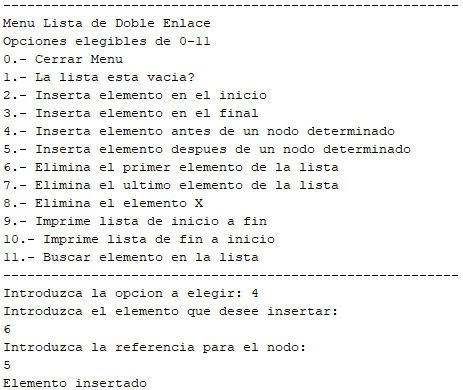 ----------------------------------------------------------
Menu Lista de Doble Enlace
Opciones elegibles de 0-11
0.- Cerrar Menu
1.- La lista esta vacia?
2.- Inserta elemento en el inicio
3.- Inserta elemento en el final
4.- Inserta elemento antes de un nodo determinado
5.- Inserta elemento despues de un nodo determinado
6.- Elimina el primer elemento de la lista
7.- Elimina el ultimo elemento de la lista
8.- Elimina el elemento X
9.- Imprime lista de inicio a fin
10.- Imprime lista de fin a inicio
11.- Buscar elemento en la lista
----------------------------------------------------------
Introduzca la opcion a elegir: 4
Introduzca el elemento que desee insertar:
6
Introduzca la referencia para el nodo:
5
Elemento insertado